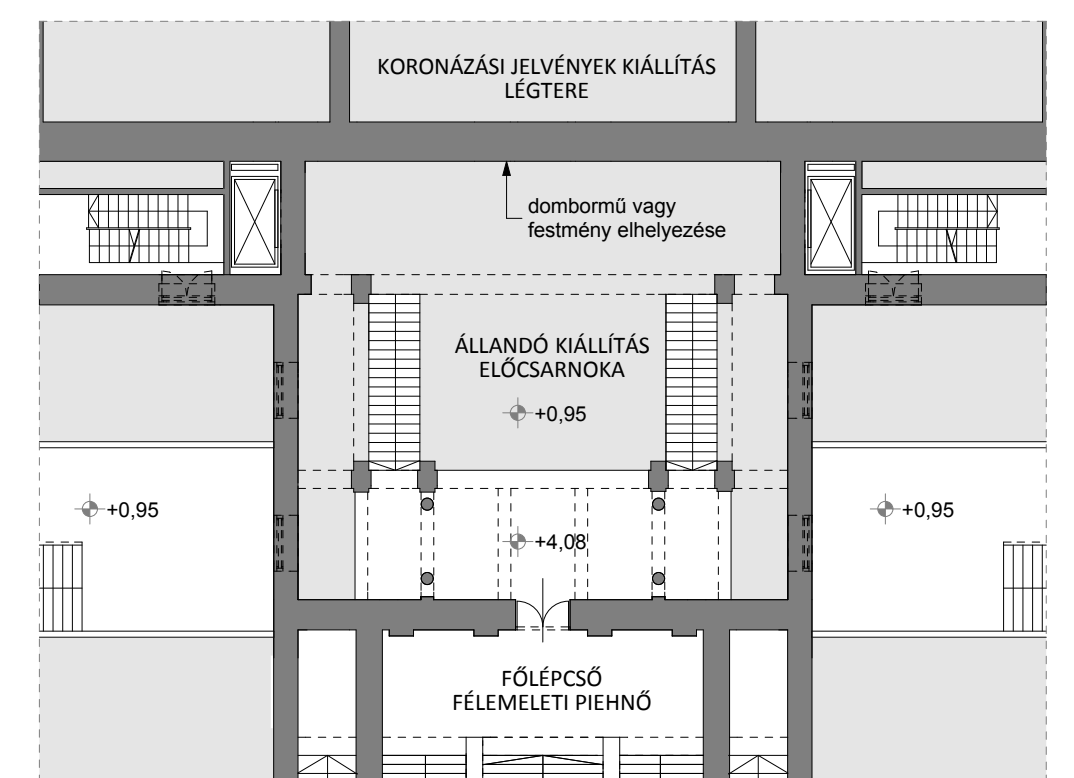 KORONÁZÁSI JELVÉNYEK KIÁLLÍTÁS
LÉGTERE
dombormű vagy
festmény elhelyezése
ÁLLANDÓ KIÁLLÍTÁS
ELŐCSARNOKA
+0,95
+0,95
+0,95
+4,08
FŐLÉPCSŐ
FÉLEMELETI PIEHNŐ